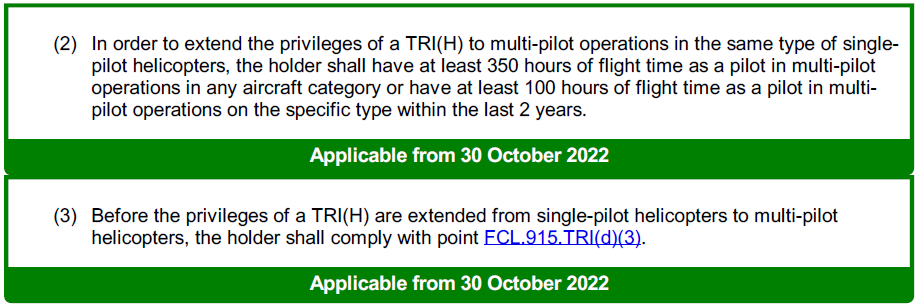 (2) In order to extend the privileges of a TRI(H) to multi-pilot operations in the same type of single-
pilot helicopters, the holder shall have at least 350 hours of flight time as a pilot in multi-pilot
operations in any aircraft category or have at least 100 hours of flight time as a pilot in multi-
pilot operations on the specific type within the last 2 years.
Applicable from 30 October 2022
(3) Before the privileges of a TRI(H) are extended from single-pilot helicopters to multi-pilot
helicopters, the holder shall comply with point FCL.915.TRI(d)(3).
Applicable from 30 October 2022